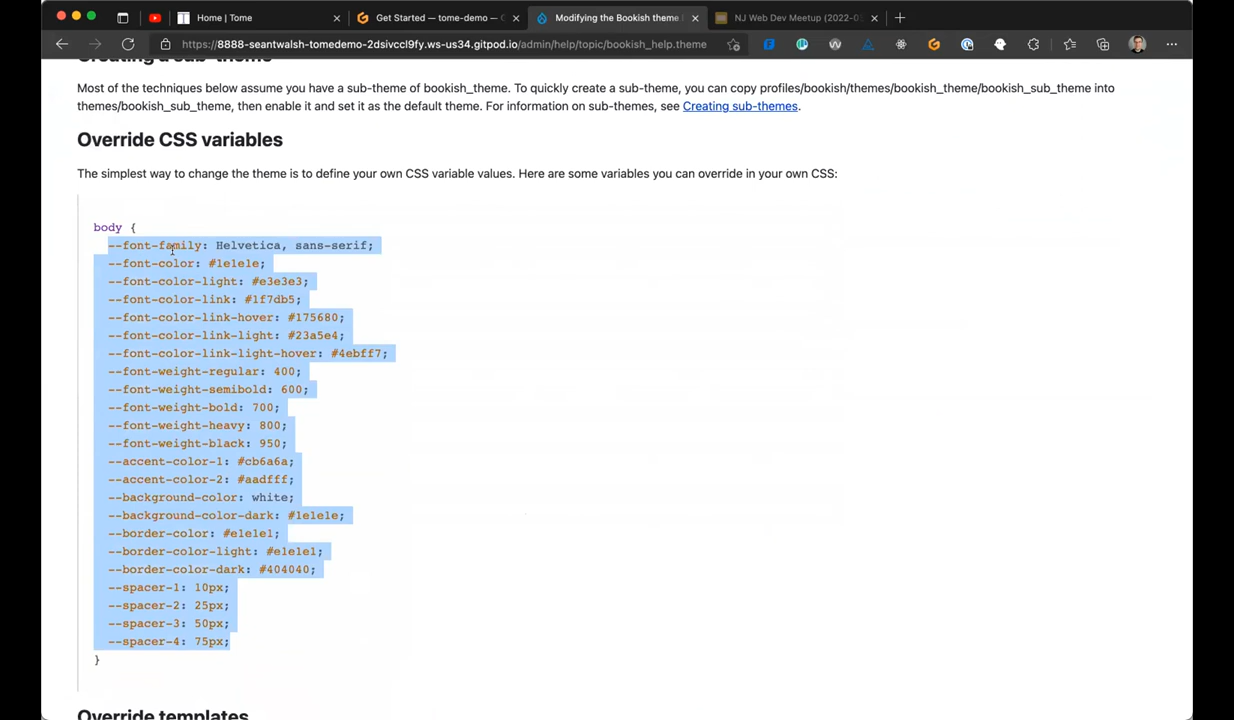 Home | Tome
Get Started — tome-demo —
Modifying the Bookish theme
NJ Web Dev Meetup (2022-0
https://8888-seantwalsh-tomedemo-2dsivccl9fy.ws-us34.gitpod.io/admin/help/topic/bookish_help.theme
Creating a sub-theme
Most of the techniques below assume you have a sub-theme of bookish_theme. To quickly create a sub-theme, you can copy profiles/bookish/themes/bookish_theme/bookish_sub_theme into
themes/bookish_sub_theme, then enable it and set it as the default theme. For information on sub-themes, see Creating sub-themes.
Override CSS variables
The simplest way to change the theme is to define your own CSS variable values. Here are some variables you can override in your own CSS:
body {
--font-family: Helvetica, sans-serif;
--font-color: #1e1e1e;
--font-color-light: #e3e3e3;
--font-color-link: #1f7db5;
--font-color-link-hover: #175680;
--font-color-link-light: #23a5e4;
--font-color-link-light-hover: #4ebff7;
--font-weight-regular: 400;
--font-weight-semibold: 600;
--font-weight-bold: 700;
--font-weight-heavy: 800;
--font-weight-black: 950;
--accent-color-1: #cb6a6a;
--accent-color-2: #aadfff;
--background-color: white;
--background-color-dark: #1e1e1e;
--border-color: #e1e1e1;
--border-color-light: #e1e1e1;
--border-color-dark: #404040;
--spacer-1: 10px;
--spacer-2: 25px;
--spacer-3: 50px;
--spacer-4: 75px;
}
Override templates